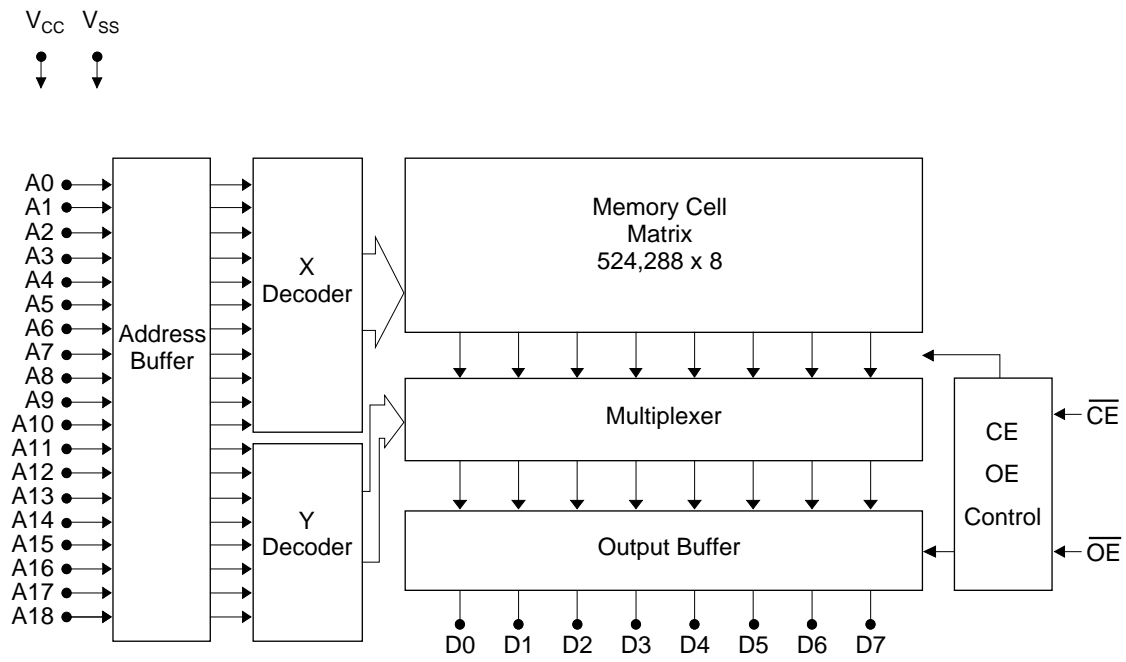 VCC VSS
A0
A1
A2
A3
A4
A5
A6
A7
A8
A9
A10
A11
A12
A13
A14
A15
A16
A17
A18
Address
Buffer
X
Decoder
Y
Decoder
Memory Cell
Matrix
524,288 x 8
Multiplexer
Output Buffer
CE
OE
Control
C̅E̅
O̅E̅
D0 D1 D2 D3 D4 D5 D6 D7